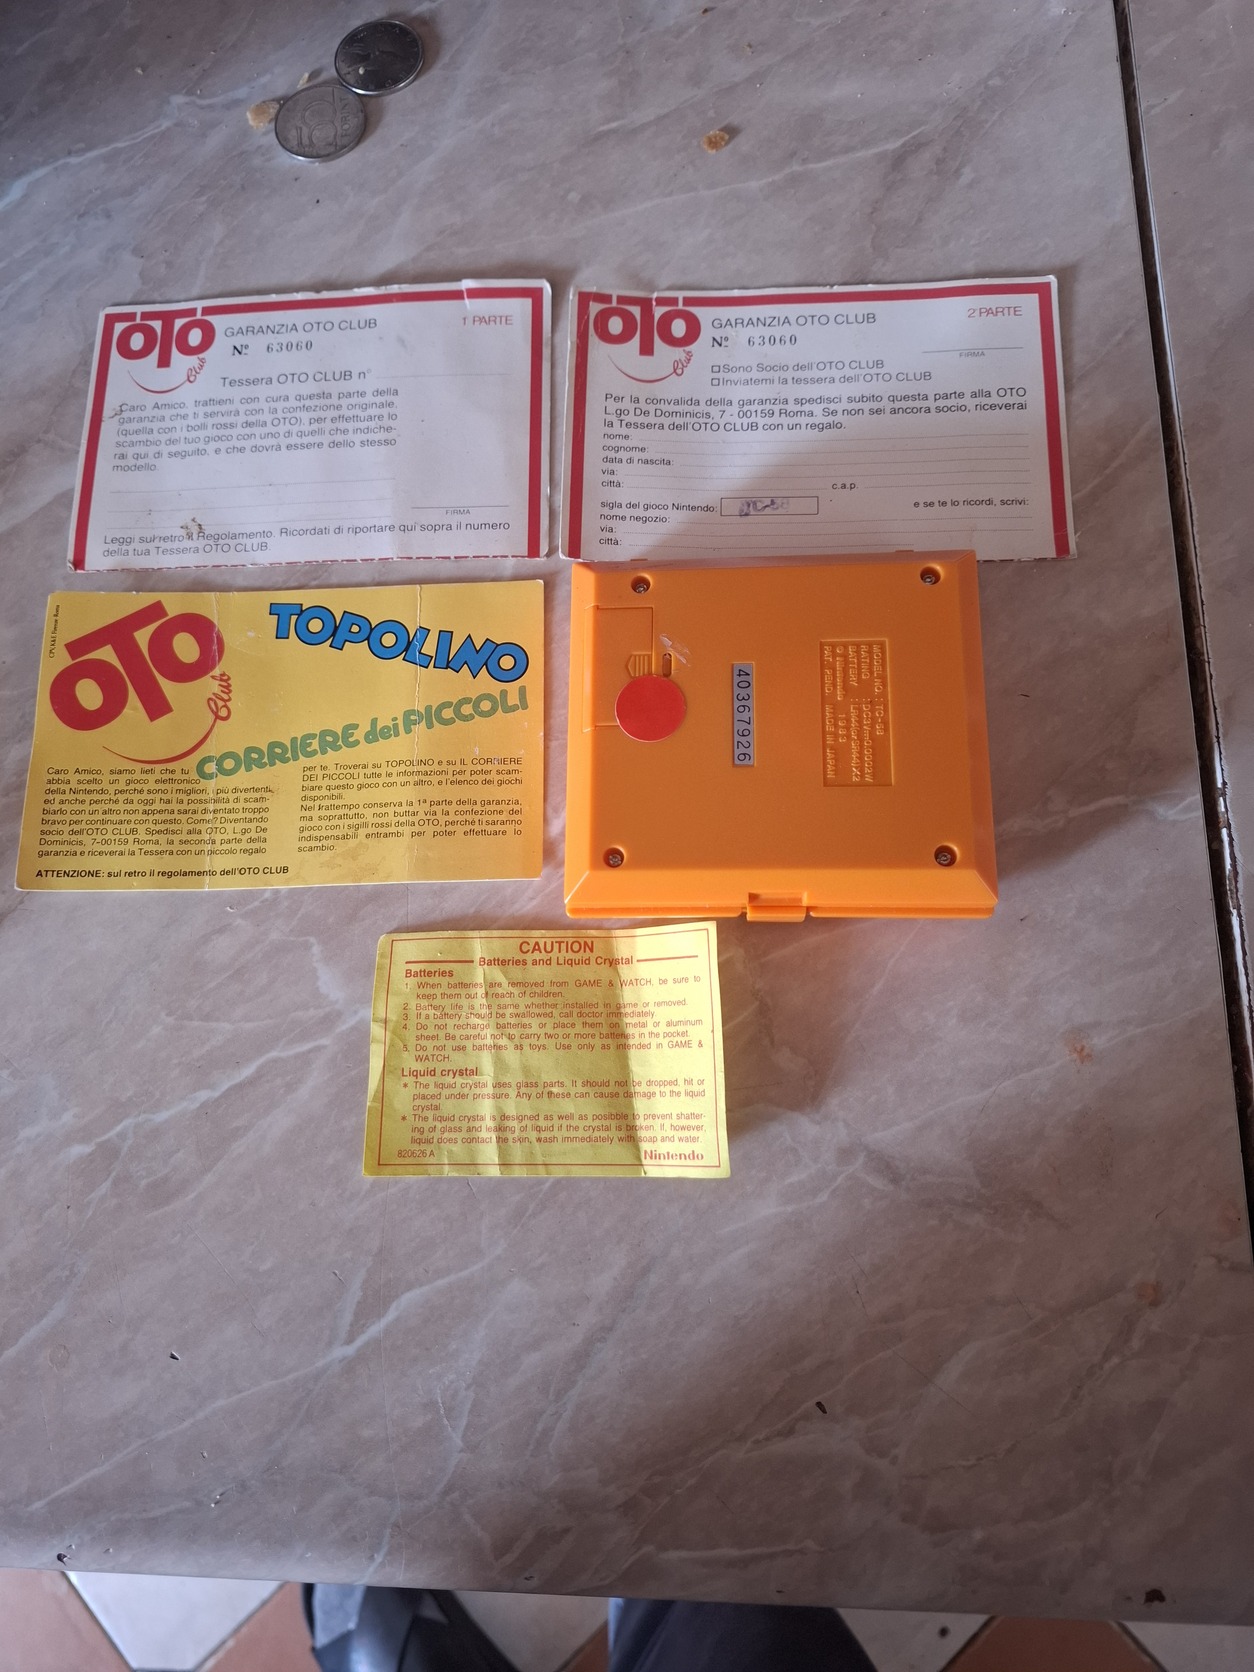 10
FORINT
OTO
Club
GARANZIA OTO CLUB
1ª PARTE
Nº 63060
Tessera OTO CLUB n°
Caro Amico, trattieni con cura questa parte della
garanzia che ti servirà con la confezione originale,
(quella con i bolli rossi della OTO), per effettuare lo
scambio del tuo gioco con uno di quelli che indiche-
rai qui di seguito, e che dovrà essere dello stesso
modello.
FIRMA
Leggi sul retro il Regolamento. Ricordati di riportare qui sopra il numero
della tua Tessera OTO CLUB.
OTO
Club
GARANZIA OTO CLUB
2ª PARTE
Nº 63060
FIRMA
Sono Socio dell'OTO CLUB
Inviatemi la tessera dell'OTO CLUB
Per la convalida della garanzia spedisci subito questa parte alla OTO
L.go De Dominicis, 7 - 00159 Roma. Se non sei ancora socio, riceverai
la Tessera dell'OTO CLUB con un regalo.
nome:
cognome:
data di nascita:
via:
città: c.a.p.
sigla del gioco Nintendo: TC-58 e se te lo ricordi, scrivi:
nome negozio:
via:
città:
OTO
Club
TOPOLINO
CORRIERE dei PICCOLI
Caro Amico, siamo lieti che tu
abbia scelto un gioco elettronico
della Nintendo, perché sono i migliori, i più divertenti,
ed anche perché da oggi hai la possibilità di scam-
biarlo con un altro non appena sarai diventato troppo
bravo per continuare con questo. Come? Diventando
socio dell'OTO CLUB. Spedisci alla OTO, L.go De
Dominicis, 7-00159 Roma, la seconda parte della
garanzia e riceverai la Tessera con un piccolo regalo
per te. Troverai su TOPOLINO e su IL CORRIERE
DEI PICCOLI tutte le informazioni per poter scam-
biare questo gioco con un altro, e l'elenco dei giochi
disponibili.
Nel frattempo conserva la 1ª parte della garanzia,
ma soprattutto, non buttar via la confezione del
gioco con i sigilli rossi della OTO, perché ti saranno
indispensabili entrambi per poter effettuare lo
scambio.
ATTENZIONE: sul retro il regolamento dell'OTO CLUB
40367926
MODEL NO. : TC-58
RATING : DC3V=0.0002W
BATTERY : LR44(orSR44)X2
© Nintendo 1983
PAT. PEND. MADE IN JAPAN
CAUTION
Batteries and Liquid Crystal
Batteries
1. When batteries are removed from GAME & WATCH, be sure to
keep them out of reach of children.
2. Battery life is the same whether installed in game or removed.
3. If a battery should be swallowed, call doctor immediately.
4. Do not recharge batteries or place them on metal or aluminum
sheet. Be careful not to carry two or more batteries in the pocket.
5. Do not use batteries as toys. Use only as intended in GAME &
WATCH.
Liquid crystal
* The liquid crystal uses glass parts. It should not be dropped, hit or
placed under pressure. Any of these can cause damage to the liquid
crystal.
* The liquid crystal is designed as well as posibble to prevent shatter-
ing of glass and leaking of liquid if the crystal is broken. If, however,
liquid does contact the skin, wash immediately with soap and water.
820626 A
Nintendo